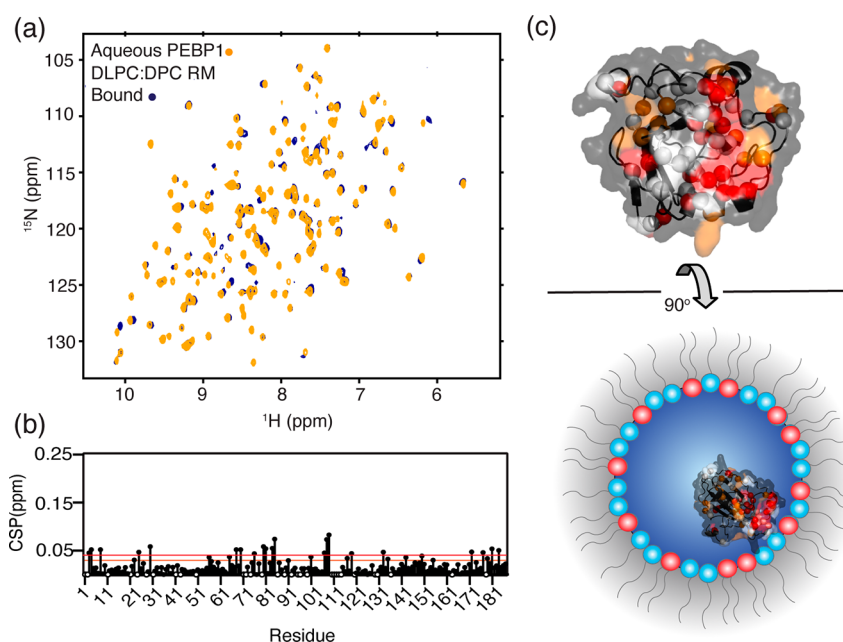 (a)
Aqueous PEBP1
DLPC:DPC RM
Bound
105
110
115
120
125
130
15N (ppm)
10 9 8 7 6
1H (ppm)
(b)
0.25
0.15
0.05
CSP(ppm)
1 11 21 31 41 51 61 71 81 91 101 111 121 131 141 151 161 171 181
Residue
(c)
90º